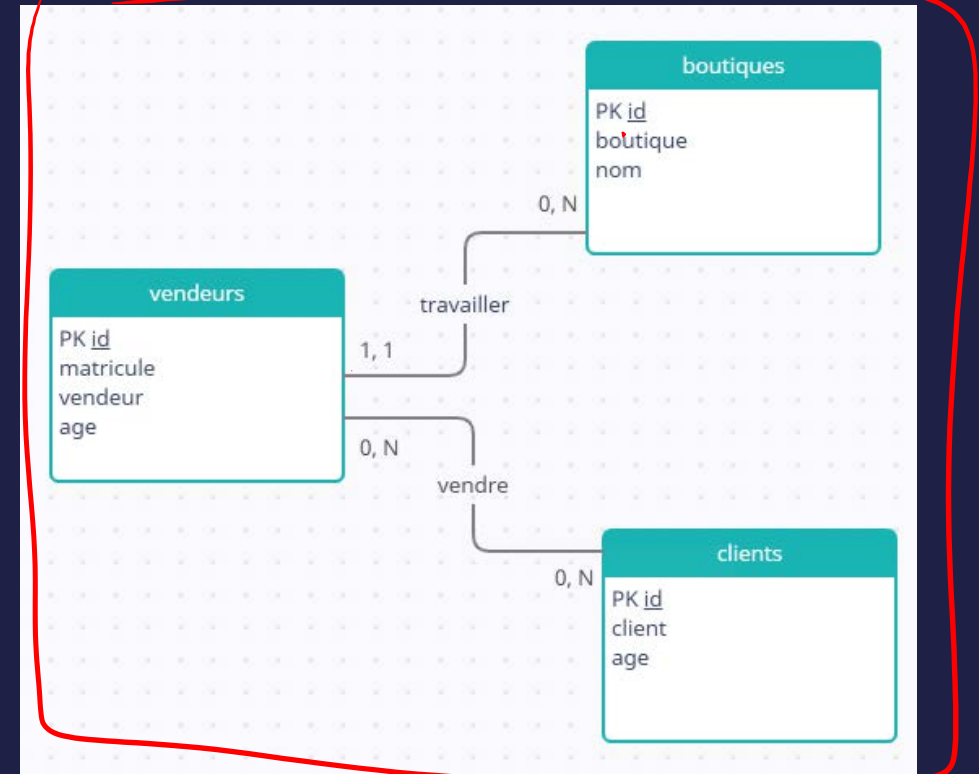 boutiques
PK id
boutique
nom
0, N
travailler
1, 1
vendeurs
PK id
matricule
vendeur
age
0, N
vendre
0, N
clients
PK id
client
age